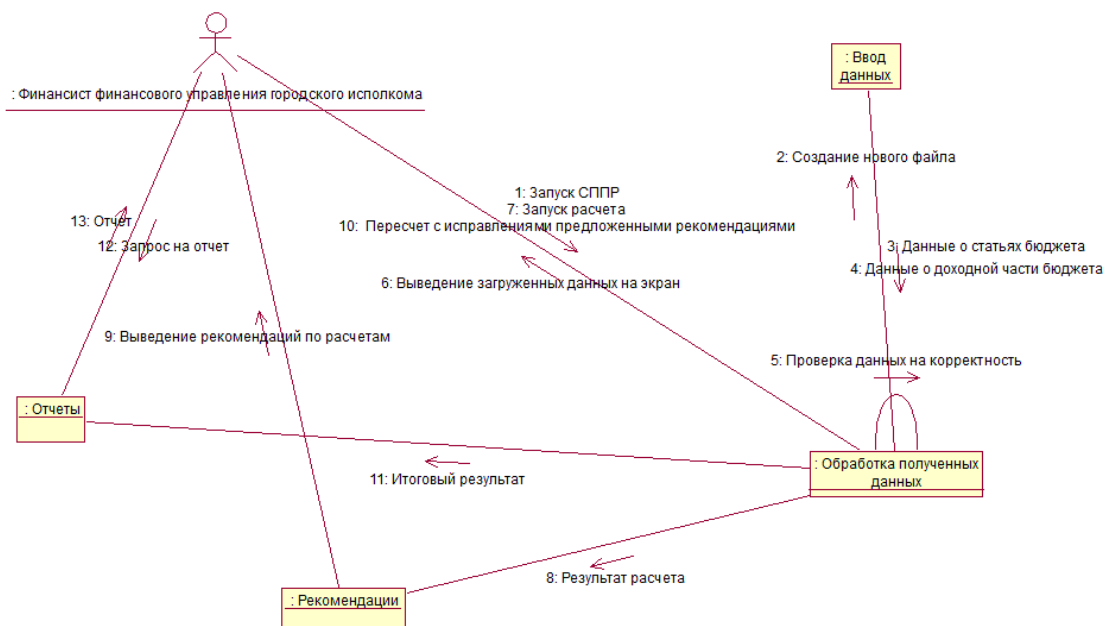 : Ввод
данных
: Финансист финансового управления городского исполкома
2: Создание нового файла
1: Запуск СППР
7: Запуск расчета
10:  Пересчет с исправлениями предложенными рекомендациями
13: Отчет
12: Запрос на отчет
3: Данные о статьях бюджета
4: Данные о доходной части бюджета
6: Выведение загруженных данных на экран
9: Выведение рекомендаций по расчетам
5: Проверка данных на корректность
: Отчеты
: Обработка полученных
данных
11: Итоговый результат
8: Результат расчета
: Рекомендации